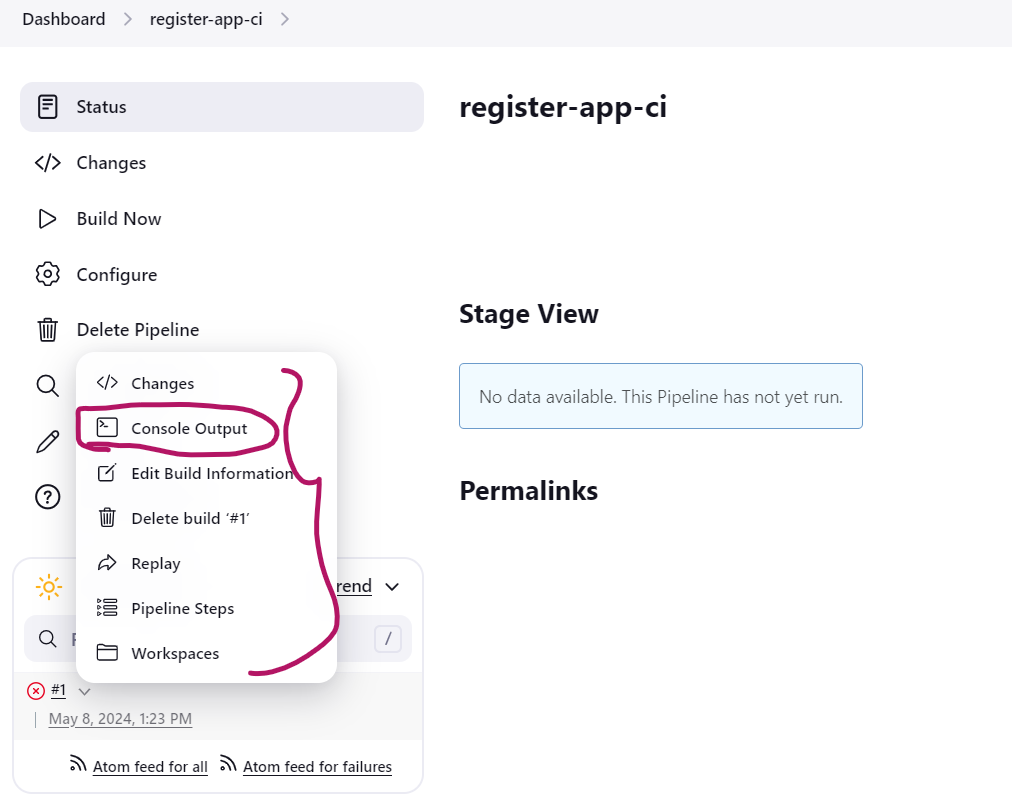 Dashboard > register-app-ci >
Status
Changes
Build Now
Configure
Delete Pipeline
register-app-ci
Stage View
No data available. This Pipeline has not yet run.
Permalinks
Changes
Console Output
Edit Build Information
Delete build ‘#1’
Replay
Pipeline Steps
Workspaces
rend
/
#1
May 8, 2024, 1:23 PM
Atom feed for all Atom feed for failures